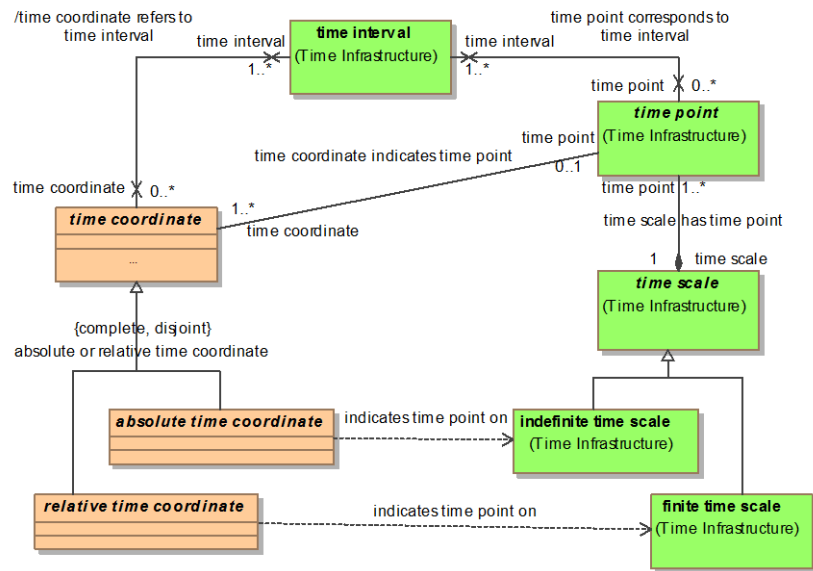 /time coordinate refers to
time interval
time interval
1..*
time interval
(Time Infrastructure)
time interval
1..*
time point corresponds to
time interval
time point
0..*
time point
(Time Infrastructure)
time coordinate indicates time point
time point
0..1
time coordinate
0..*
1..*
time coordinate
time coordinate
...
time point 1..*
time scale has time point
1
time scale
time scale
(Time Infrastructure)
{complete, disjoint}
absolute or relative time coordinate
absolute time coordinate
indicates time point on
indefinite time scale
(Time Infrastructure)
relative time coordinate
indicates time point on
finite time scale
(Time Infrastructure)